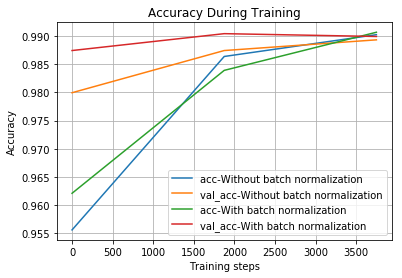 Accuracy During Training
0.990
0.985
0.980
0.975
0.970
0.965
0.960
0.955
Accuracy
acc-Without batch normalization
val_acc-Without batch normalization
acc-With batch normalization
val_acc-With batch normalization
0 500 1000 1500 2000 2500 3000 3500
Training steps